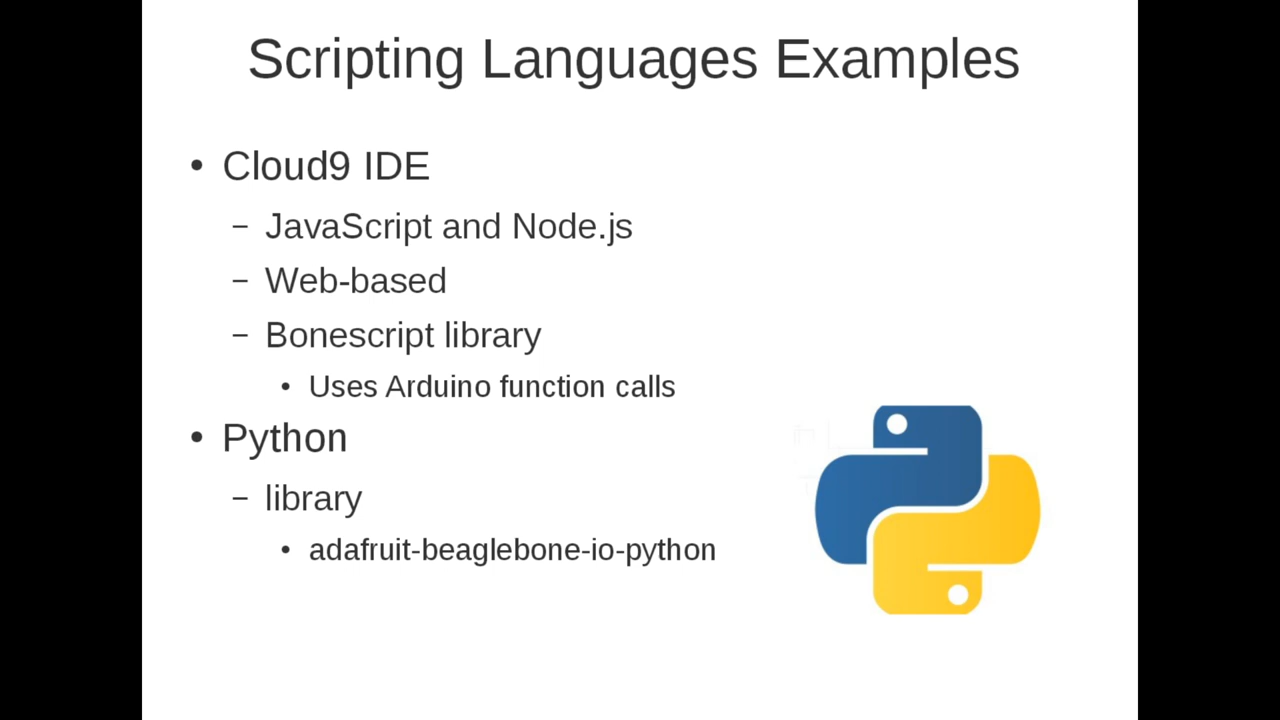 Scripting Languages Examples
• Cloud9 IDE
– JavaScript and Node.js
– Web-based
– Bonescript library
• Uses Arduino function calls
• Python
– library
• adafruit-beaglebone-io-python